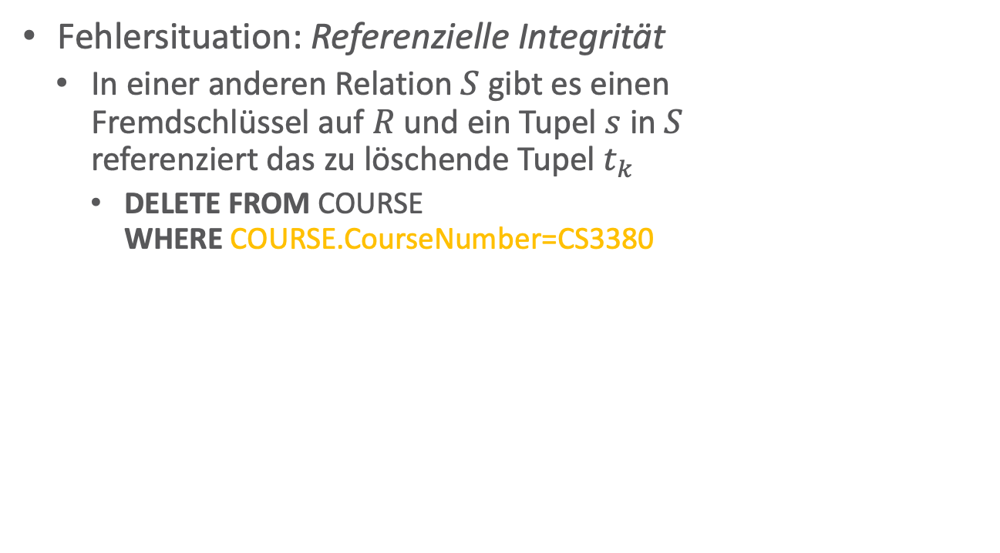 • Fehlersituation: Referenzielle Integrität
• In einer anderen Relation S gibt es einen
Fremdschlüssel auf R und ein Tupel s in S
referenziert das zu löschende Tupel tₖ
• DELETE FROM COURSE
WHERE COURSE.CourseNumber=CS3380